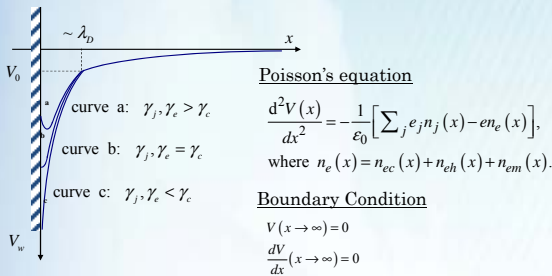 ~ λ_D
x
V_0
a
b
c
curve a: γ_j, γ_e > γ_c
curve b: γ_j, γ_e = γ_c
curve c: γ_j, γ_e < γ_c
V_w
Poisson's equation
d²V(x)/dx² = −1/ε_0 [∑_j e_j n_j(x) − e n_e(x)],
where n_e(x) = n_ec(x) + n_eh(x) + n_em(x).
Boundary Condition
V(x→∞) = 0
dV/dx (x→∞) = 0